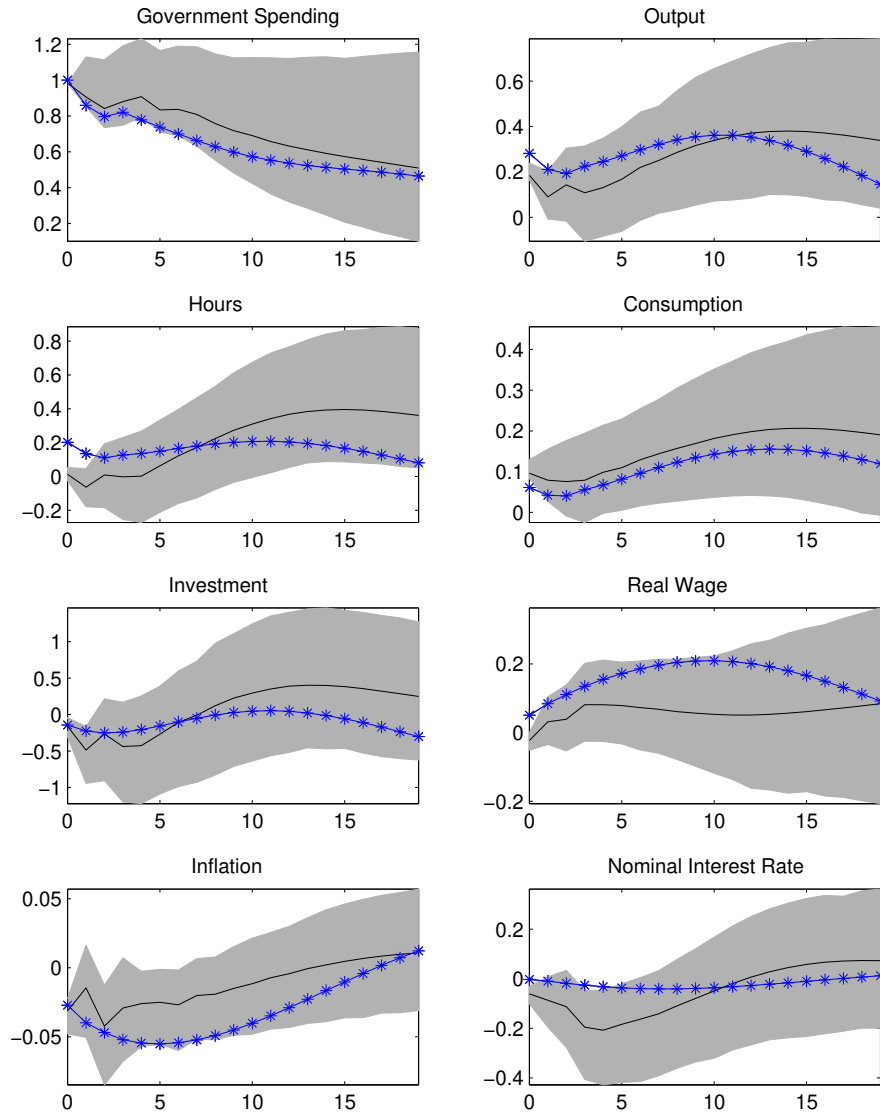 Government Spending
1.2
1
0.8
0.6
0.4
0.2
0 5 10 15
Output
0.6
0.4
0.2
0
0 5 10 15
Hours
0.8
0.6
0.4
0.2
0
−0.2
0 5 10 15
Consumption
0.4
0.3
0.2
0.1
0
0 5 10 15
Investment
1
0.5
0
−0.5
−1
0 5 10 15
Real Wage
0.2
0
−0.2
0 5 10 15
Inflation
0.05
0
−0.05
0 5 10 15
Nominal Interest Rate
0.2
0
−0.2
−0.4
0 5 10 15